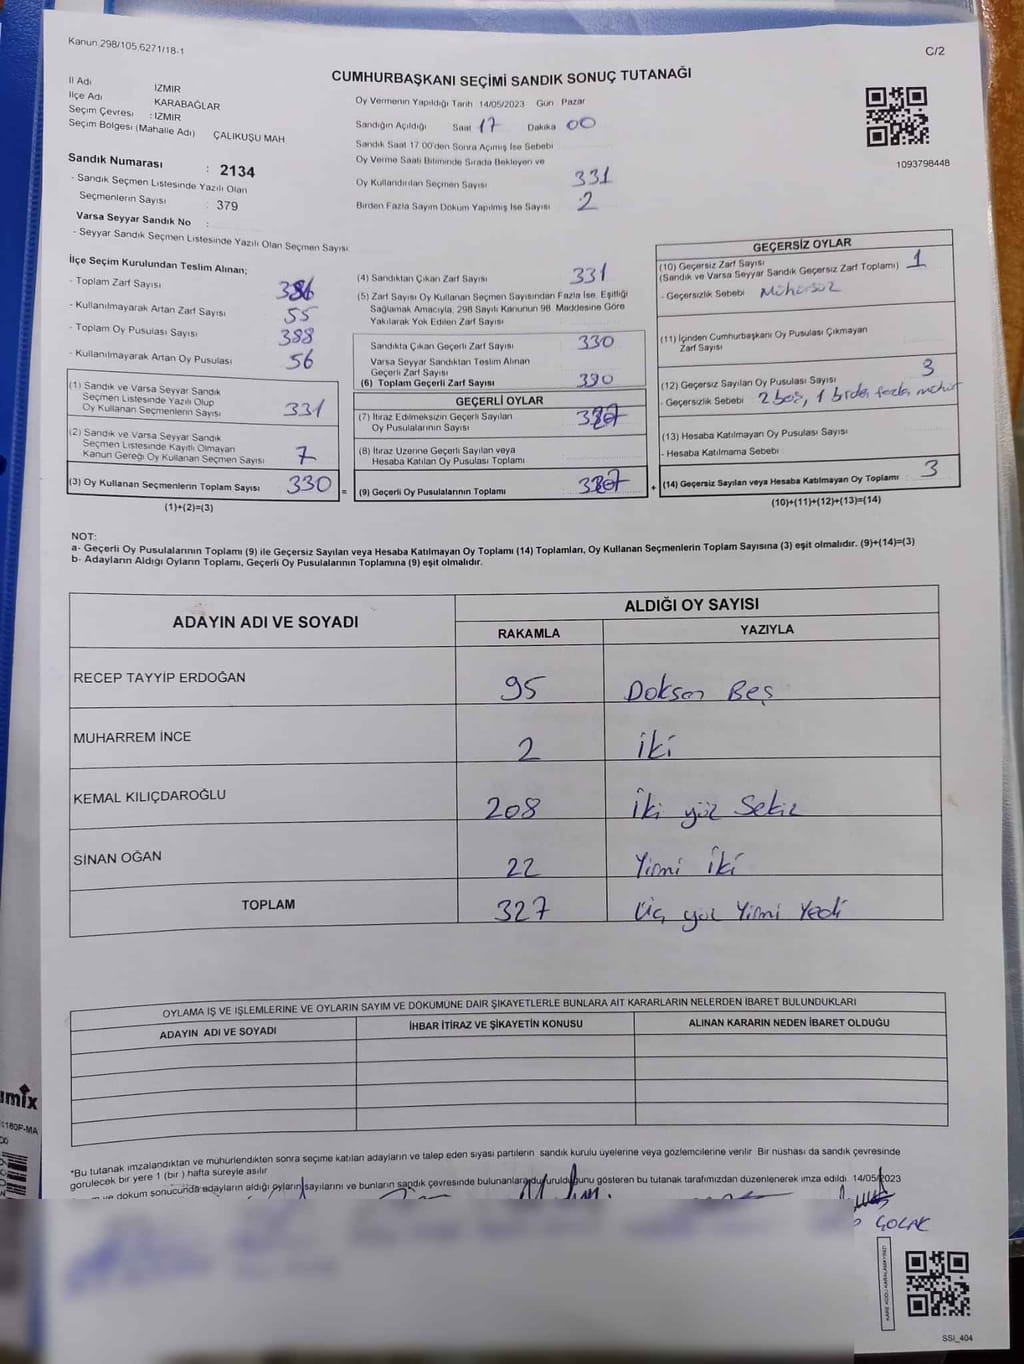 Kanun 298/105,6271/18-1
C/2
CUMHURBAŞKANI SEÇİMİ SANDIK SONUÇ TUTANAĞI
İl Adı İZMİR
İlçe Adı KARABAĞLAR
Seçim Çevresi : İZMİR
Seçim Bölgesi (Mahalle Adı) ÇALIKUŞU MAH
Sandık Numarası : 2134
- Sandık Seçmen Listesinde Yazılı Olan
Seçmenlerin Sayısı : 379
Varsa Seyyar Sandık No :
- Seyyar Sandık Seçmen Listesinde Yazılı Olan Seçmen Sayısı
Oy Vermenin Yapıldığı Tarih 14/05/2023 Gün Pazar
Sandığın Açıldığı Saat 17 Dakika 00
Sandık Saat 17 00'den Sonra Açımış İse Sebebi
Oy Verme Saati Bitiminde Sırada Bekleyen ve
Oy Kullandırılan Seçmen Sayısı 331
Birden Fazla Sayım Döküm Yapılmış İse Sayısı 2
1093798448
İlçe Seçim Kurulundan Teslim Alınan;
- Toplam Zarf Sayısı 386
- Kullanılmayarak Artan Zarf Sayısı 55
- Toplam Oy Pusulası Sayısı 388
- Kullanılmayarak Artan Oy Pusulası 56
(1) Sandık ve Varsa Seyyar Sandık
Seçmen Listesinde Yazılı Olup
Oy Kullanan Seçmenlerin Sayısı 331
(2) Sandık ve Varsa Seyyar Sandık
Seçmen Listesinde Kayıtlı Olmayan
Kanun Gereği Oy Kullanan Seçmen Sayısı 7
(3) Oy Kullanan Seçmenlerin Toplam Sayısı 330 =
(1)+(2)=(3)
(4) Sandıktan Çıkan Zarf Sayısı 331
(5) Zarf Sayısı Oy Kullanan Seçmen Sayısından Fazla İse, Eşitliği
Sağlamak Amacıyla, 298 Sayılı Kanunun 98. Maddesine Göre
Yakılarak Yok Edilen Zarf Sayısı
Sandıkta Çıkan Geçerli Zarf Sayısı 330
Varsa Seyyar Sandıktan Teslim Alınan
Geçerli Zarf Sayısı
(6) Toplam Geçerli Zarf Sayısı 330
GEÇERLİ OYLAR
(7) İtiraz Edilmeksizin Geçerli Sayılan
Oy Pusulalarının Sayısı 327
(8) İtiraz Üzerine Geçerli Sayılan veya
Hesaba Katılan Oy Pusulası Toplamı
(9) Geçerli Oy Pusulalarının Toplamı 327 +
GEÇERSİZ OYLAR
(10) Geçersiz Zarf Sayısı
(Sandık ve Varsa Seyyar Sandık Geçersiz Zarf Toplamı) 1
- Geçersizlik Sebebi Mühürsüz
(11) İçinden Cumhurbaşkanı Oy Pusulası Çıkmayan
Zarf Sayısı
(12) Geçersiz Sayılan Oy Pusulası Sayısı 3
- Geçersizlik Sebebi 2 boş, 1 birden fazla mühür
(13) Hesaba Katılmayan Oy Pusulası Sayısı
- Hesaba Katılmama Sebebi
(14) Geçersiz Sayılan veya Hesaba Katılmayan Oy Toplamı 3
(10)+(11)+(12)+(13)=(14)
NOT:
a- Geçerli Oy Pusulalarının Toplamı (9) ile Geçersiz Sayılan veya Hesaba Katılmayan Oy Toplamı (14) Toplamları, Oy Kullanan Seçmenlerin Toplam Sayısına (3) eşit olmalıdır. (9)+(14)=(3)
b- Adayların Aldığı Oyların Toplamı, Geçerli Oy Pusulalarının Toplamına (9) eşit olmalıdır.
ADAYIN ADI VE SOYADI ALDIĞI OY SAYISI
RAKAMLA YAZIYLA
RECEP TAYYİP ERDOĞAN 95 Doksan Beş
MUHARREM İNCE 2 İki
KEMAL KILIÇDAROĞLU 208 İki yüz Sekiz
SİNAN OĞAN 22 Yirmi İki
TOPLAM 327 Üç yüz Yirmi Yedi
OYLAMA İŞ VE İŞLEMLERİNE VE OYLARIN SAYIM VE DÖKÜMÜNE DAİR ŞİKAYETLERLE BUNLARA AİT KARARLARIN NELERDEN İBARET BULUNDUKLARI
ADAYIN ADI VE SOYADI İHBAR İTİRAZ VE ŞİKAYETİN KONUSU ALINAN KARARIN NEDEN İBARET OLDUĞU
*Bu tutanak imzalandıktan ve mühürlendikten sonra seçime katılan adayların ve talep eden siyasi partilerin sandık kurulu üyelerine veya gözlemcilerine verilir Bir nüshası da sandık çevresinde
görülecek bir yere 1 (bir ) hafta süreyle asılır
ve döküm sonucunda adayların aldığı oyların sayılarını ve bunların sandık çevresinde bulunanlara duyurulduğunu gösteren bu tutanak tarafımızdan düzenlenerek imza edildi. 14/05/2023
ÇOLAK
SSİ_404